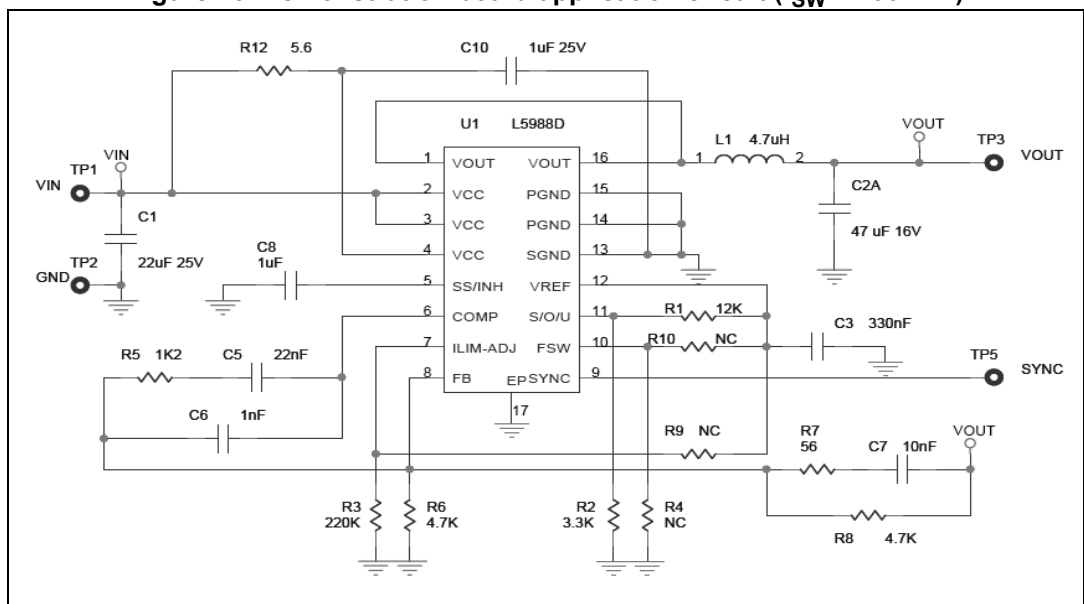 R12 5.6
C10 1uF 25V
U1 L5988D
VIN
VOUT
L1 4.7uH
1 2
TP1
VIN
TP3
VOUT
1 VOUT VOUT 16
2 VCC PGND 15
3 VCC PGND 14
4 VCC SGND 13
5 SS/INH VREF 12
6 COMP S/O/U 11
7 ILIM-ADJ FSW 10
8 FB EP SYNC 9
17
C1
22uF 25V
TP2
GND
C8
1uF
C2A
47 uF 16V
R1 12K
R10 NC
C3 330nF
TP5
SYNC
R5 1K2
C5 22nF
C6 1nF
R9 NC
R7
56
C7 10nF
VOUT
R3
220K
R6
4.7K
R2
3.3K
R4
NC
R8 4.7K